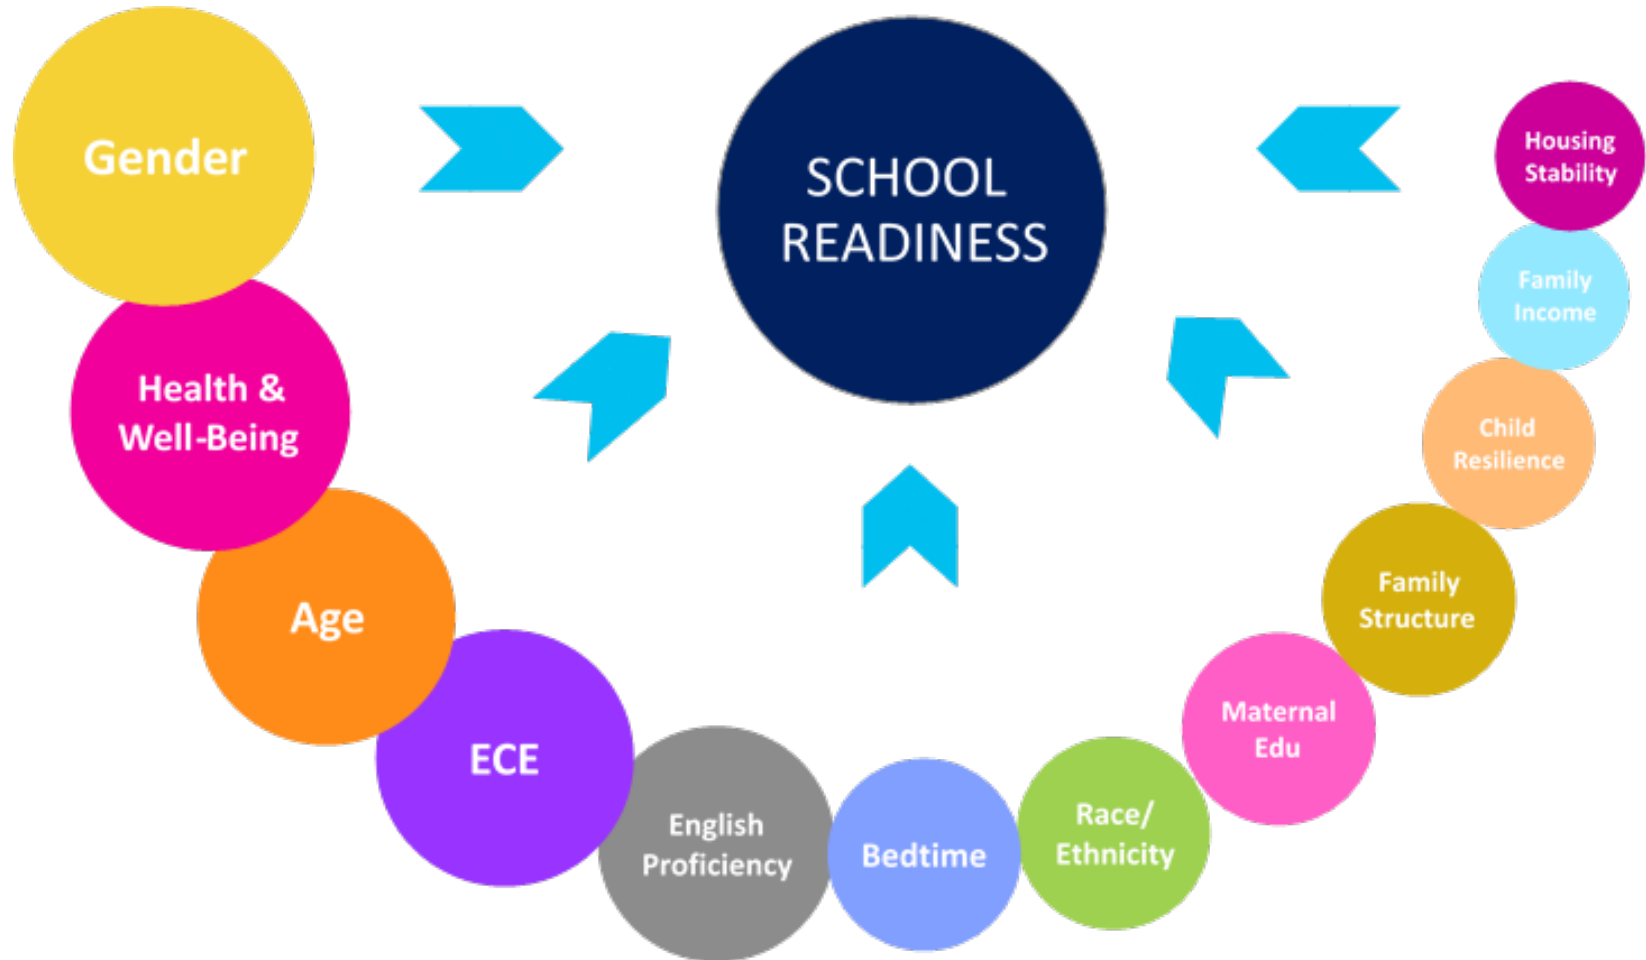 Gender
SCHOOL
READINESS
Housing
Stability
Family
Income
Health &
Well-Being
Child
Resilience
Age
Family
Structure
ECE
Maternal
Edu
English
Proficiency
Bedtime
Race/
Ethnicity